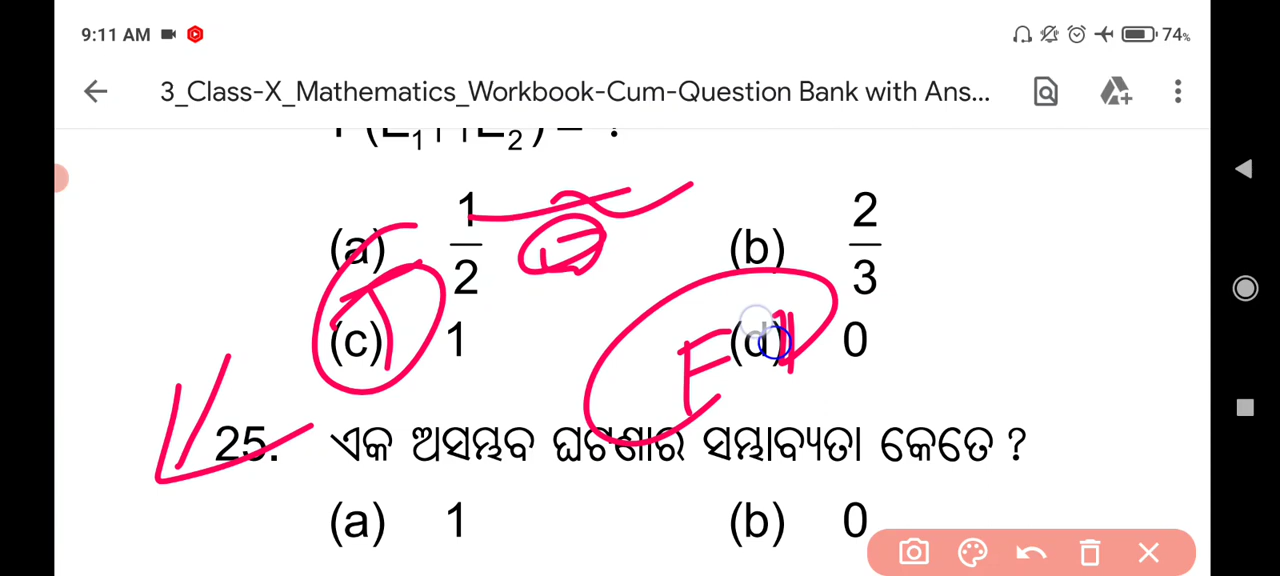 9:11 AM 74%
3_Class-X_Mathematics_Workbook-Cum-Question Bank with Ans...
(a) 1/2 (b) 2/3
(c) 1 (d) 0
25. ଏକ ଅସମ୍ଭବ ଘଟଣାର ସମ୍ଭାବ୍ୟତା କେତେ ?
(a) 1 (b) 0